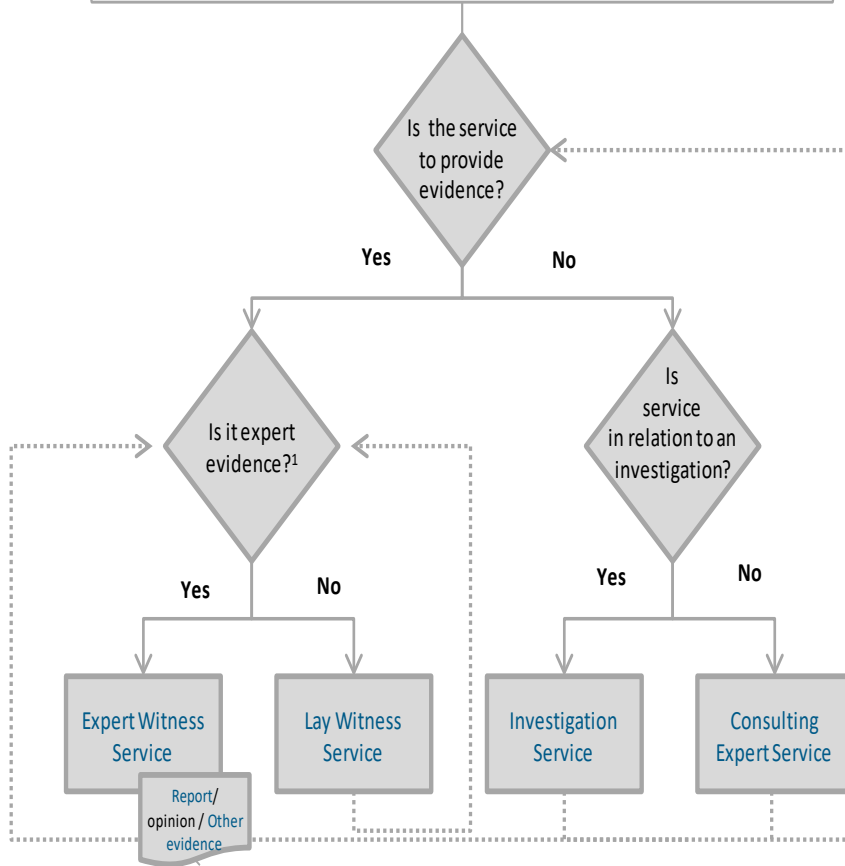 Is the service
to provide
evidence?
Yes
No
Is it expert
evidence?1
Is
service
in relation to an
investigation?
Yes
No
Yes
No
Expert Witness
Service
Lay Witness
Service
Investigation
Service
Consulting
Expert Service
Report/
opinion / Other
evidence